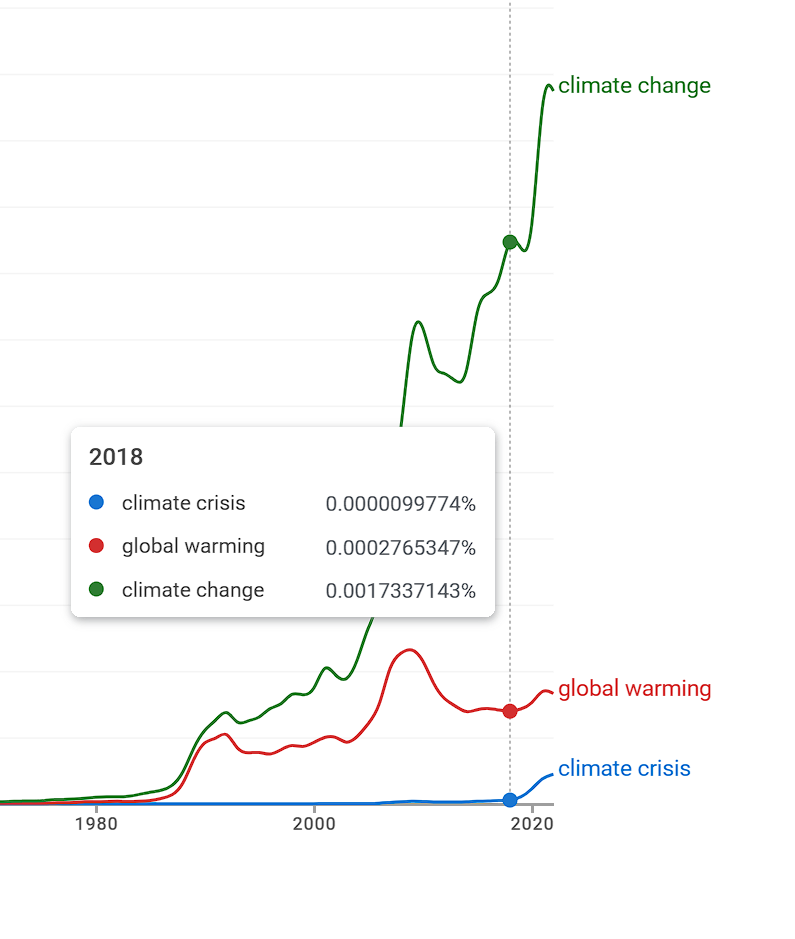 climate change
2018
climate crisis 0.0000099774%
global warming 0.0002765347%
climate change 0.0017337143%
global warming
climate crisis
1980 2000 2020